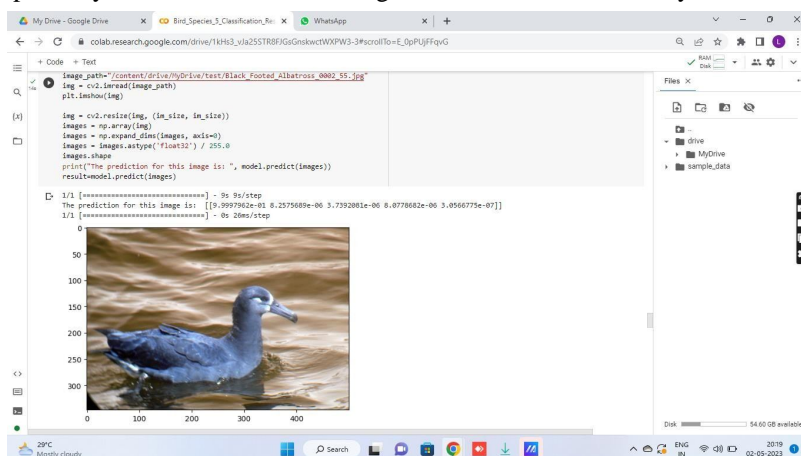 My Drive - Google Drive
Bird_Species_5_Classification_Re
WhatsApp
colab.research.google.com/drive/1kHs3_vJa25STR8FJGsGnskwctWXPW3-3#scrollTo=E_0pPUjFFqvG
+ Code + Text
RAM
Disk
image_path="/content/drive/MyDrive/test/Black_Footed_Albatross_0002_55.jpg"
img = cv2.imread(image_path)
plt.imshow(img)
img = cv2.resize(img, (im_size, im_size))
images = np.array(img)
images = np.expand_dims(images, axis=0)
images = images.astype('float32') / 255.0
images.shape
print("The prediction for this image is: ", model.predict(images))
result=model.predict(images)
1/1 [==============================] - 9s 9s/step
The prediction for this image is: [[9.9997962e-01 8.2575689e-06 3.7392081e-06 8.0778682e-06 3.0566775e-07]]
1/1 [==============================] - 0s 26ms/step
0
50
100
150
200
250
300
0 100 200 300 400
Files
..
drive
MyDrive
sample_data
Disk 54.60 GB available
29°C
Mostly cloudy
Search
ENG
IN
20:19
02-05-2023